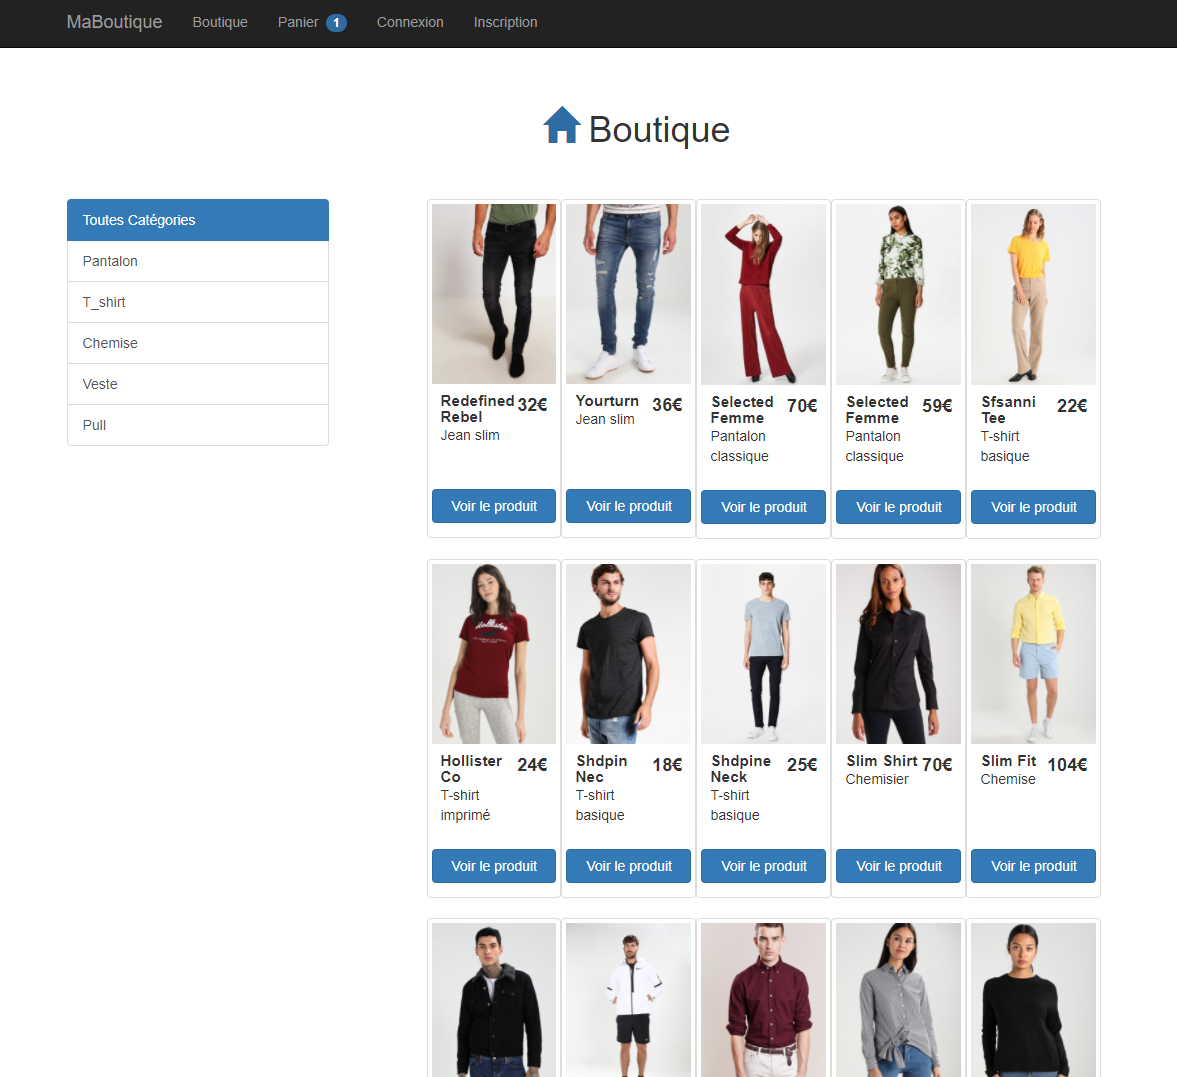 MaBoutique Boutique Panier 1 Connexion Inscription
Boutique
Toutes Catégories
Pantalon
T_shirt
Chemise
Veste
Pull
Redefined Rebel 32€
Jean slim
Voir le produit
Yourturn 36€
Jean slim
Voir le produit
Selected Femme 70€
Pantalon classique
Voir le produit
Selected Femme 59€
Pantalon classique
Voir le produit
Sfsanni Tee 22€
T-shirt basique
Voir le produit
Hollister
Hollister Co 24€
T-shirt imprimé
Voir le produit
Shdpin Nec 18€
T-shirt basique
Voir le produit
Shdpine Neck 25€
T-shirt basique
Voir le produit
Slim Shirt 70€
Chemisier
Voir le produit
Slim Fit 104€
Chemise
Voir le produit